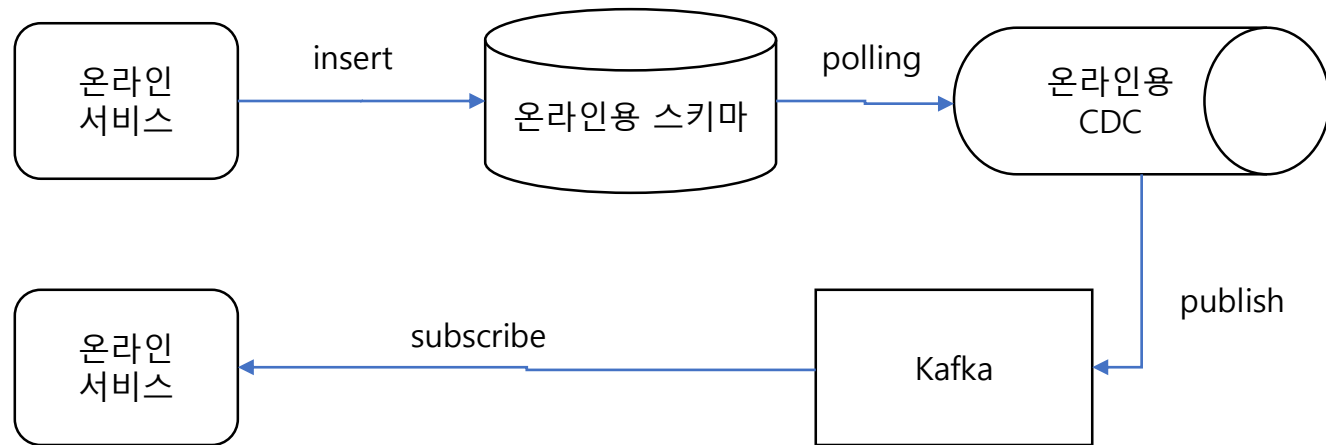 온라인
서비스
insert
온라인용 스키마
polling
온라인용
CDC
publish
Kafka
subscribe
온라인
서비스